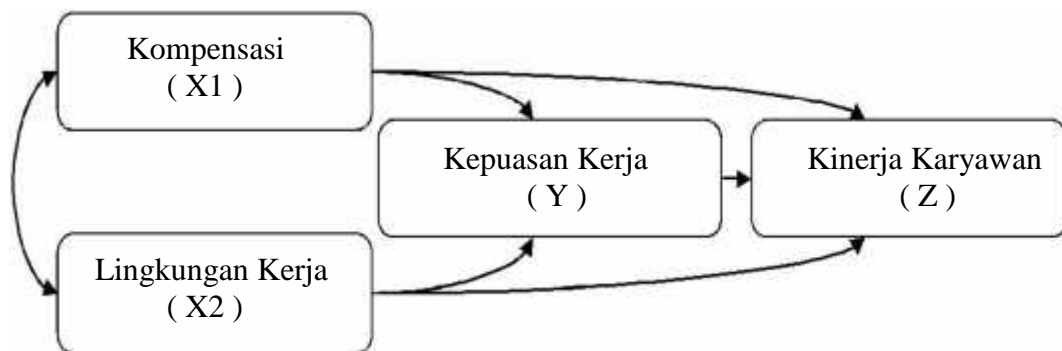 Kompensasi
( X1 )
Kepuasan Kerja
( Y )
Kinerja Karyawan
( Z )
Lingkungan Kerja
( X2 )